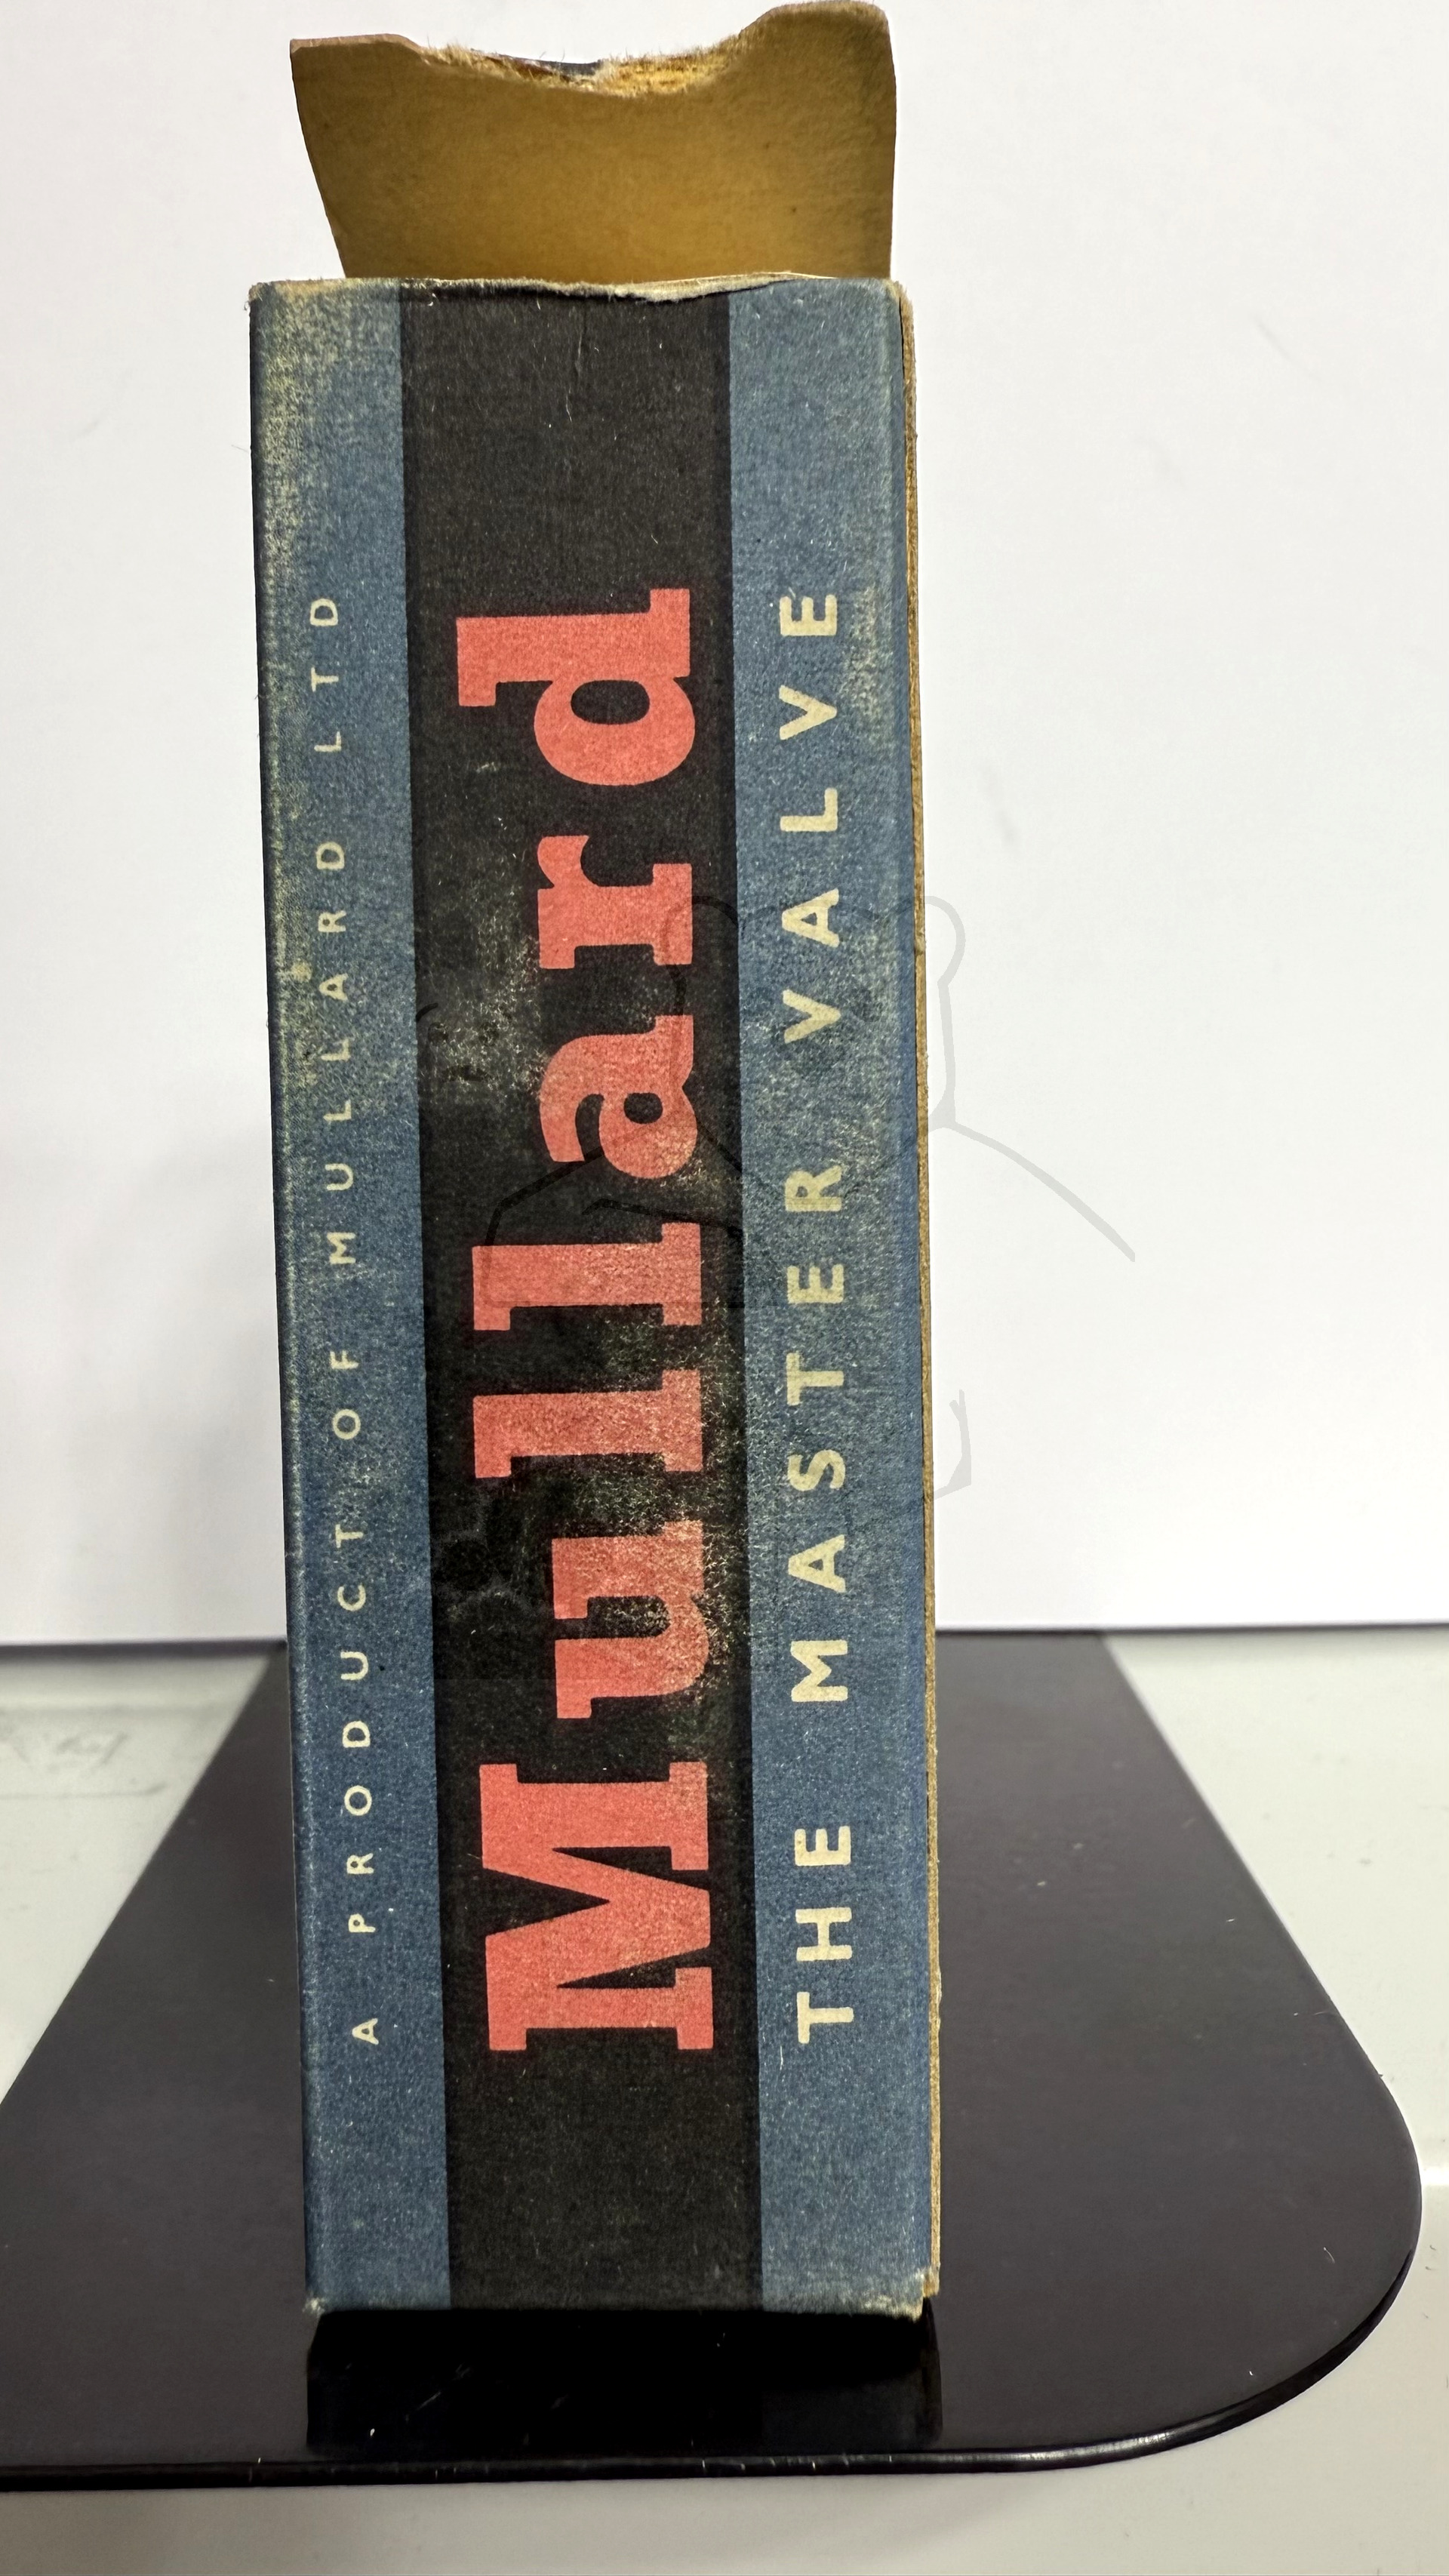 A PRODUCT OF MULLARD LTD
Mullard
THE MASTER VALVE